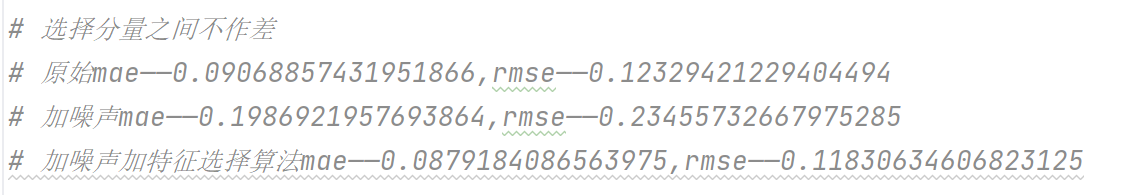 # 选择分量之间不作差
# 原始mae——0.09068857431951866,rmse——0.12329421229404494
# 加噪声mae——0.1986921957693864,rmse——0.23455732667975285
# 加噪声加特征选择算法mae——0.0879184086563975,rmse——0.11830634606823125